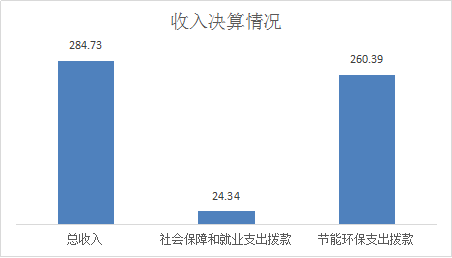 收入决算情况
284.73
24.34
260.39
总收入
社会保障和就业支出拨款
节能环保支出拨款